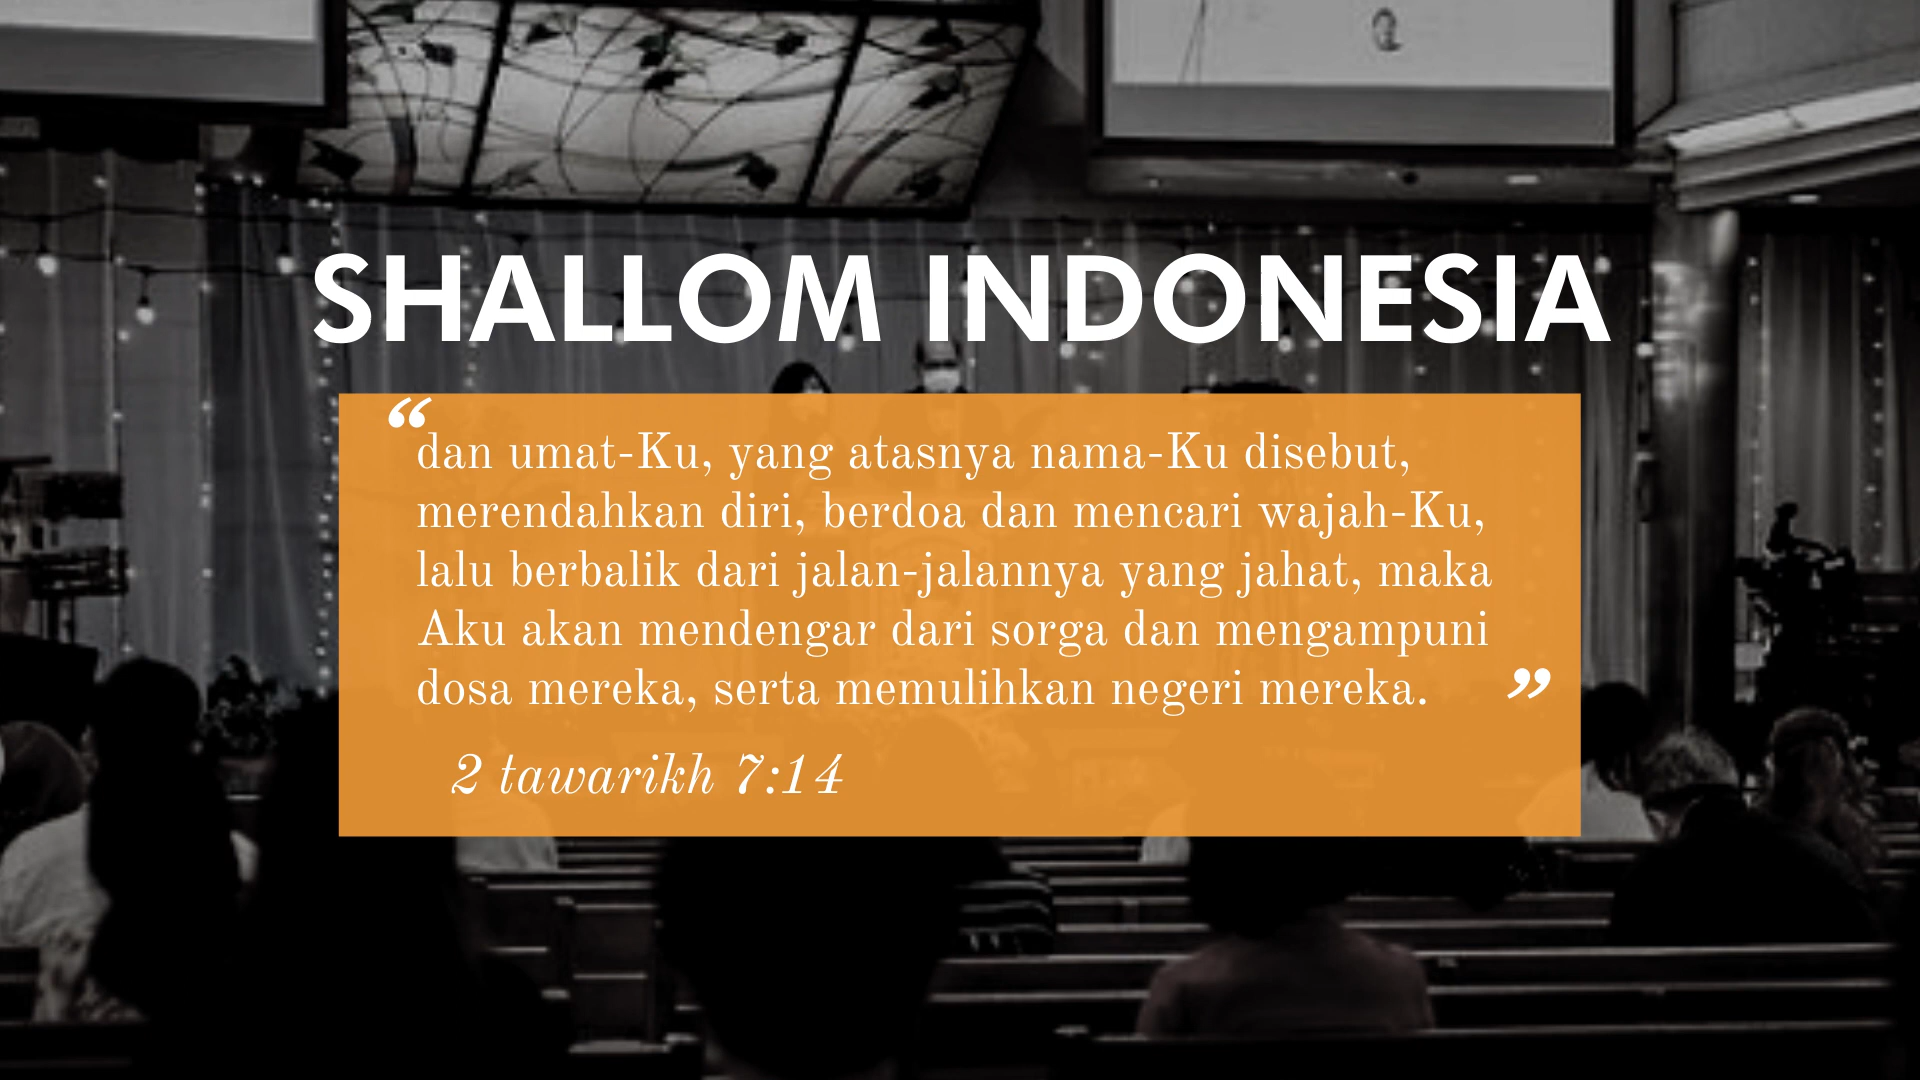 SHALLOM INDONESIA
“dan umat-Ku, yang atasnya nama-Ku disebut,
merendahkan diri, berdoa dan mencari wajah-Ku,
lalu berbalik dari jalan-jalannya yang jahat, maka
Aku akan mendengar dari sorga dan mengampuni
dosa mereka, serta memulihkan negeri mereka. ”
2 tawarikh 7:14